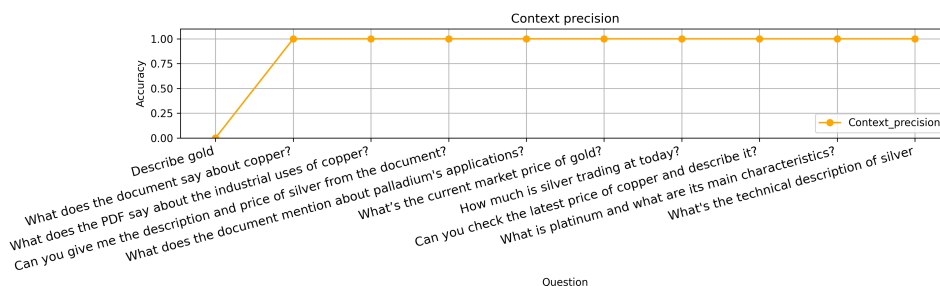 Context precision
1.00
0.75
0.50
0.25
0.00
Accuracy
Context_precision
Describe gold
What does the document say about copper?
What does the PDF say about the industrial uses of copper?
Can you give me the description and price of silver from the document?
What does the document mention about palladium's applications?
What's the current market price of gold?
How much is silver trading at today?
Can you check the latest price of copper and describe it?
What is platinum and what are its main characteristics?
What's the technical description of silver
Question